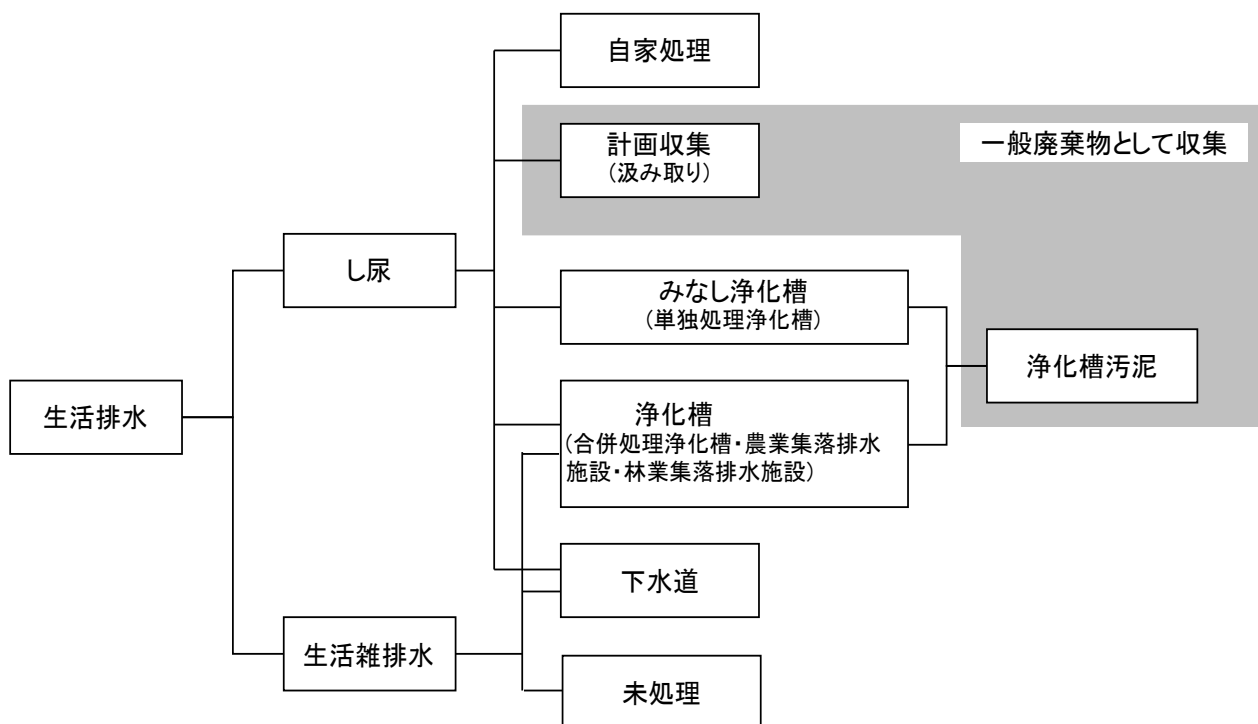 自家処理
計画収集
（汲み取り）
一般廃棄物として収集
し尿
みなし浄化槽
（単独処理浄化槽）
浄化槽汚泥
生活排水
浄化槽
（合併処理浄化槽・農業集落排水
施設・林業集落排水施設）
下水道
生活雑排水
未処理